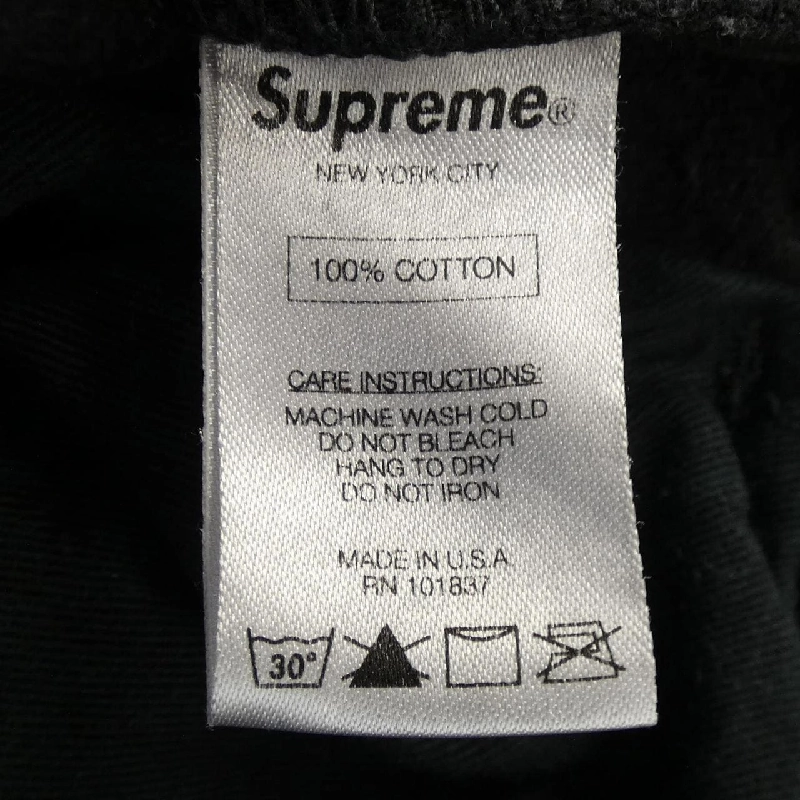 Supreme®
NEW YORK CITY
100% COTTON
CARE INSTRUCTIONS:
MACHINE WASH COLD
DO NOT BLEACH
HANG TO DRY
DO NOT IRON
MADE IN U.S.A
RN 101837
30°